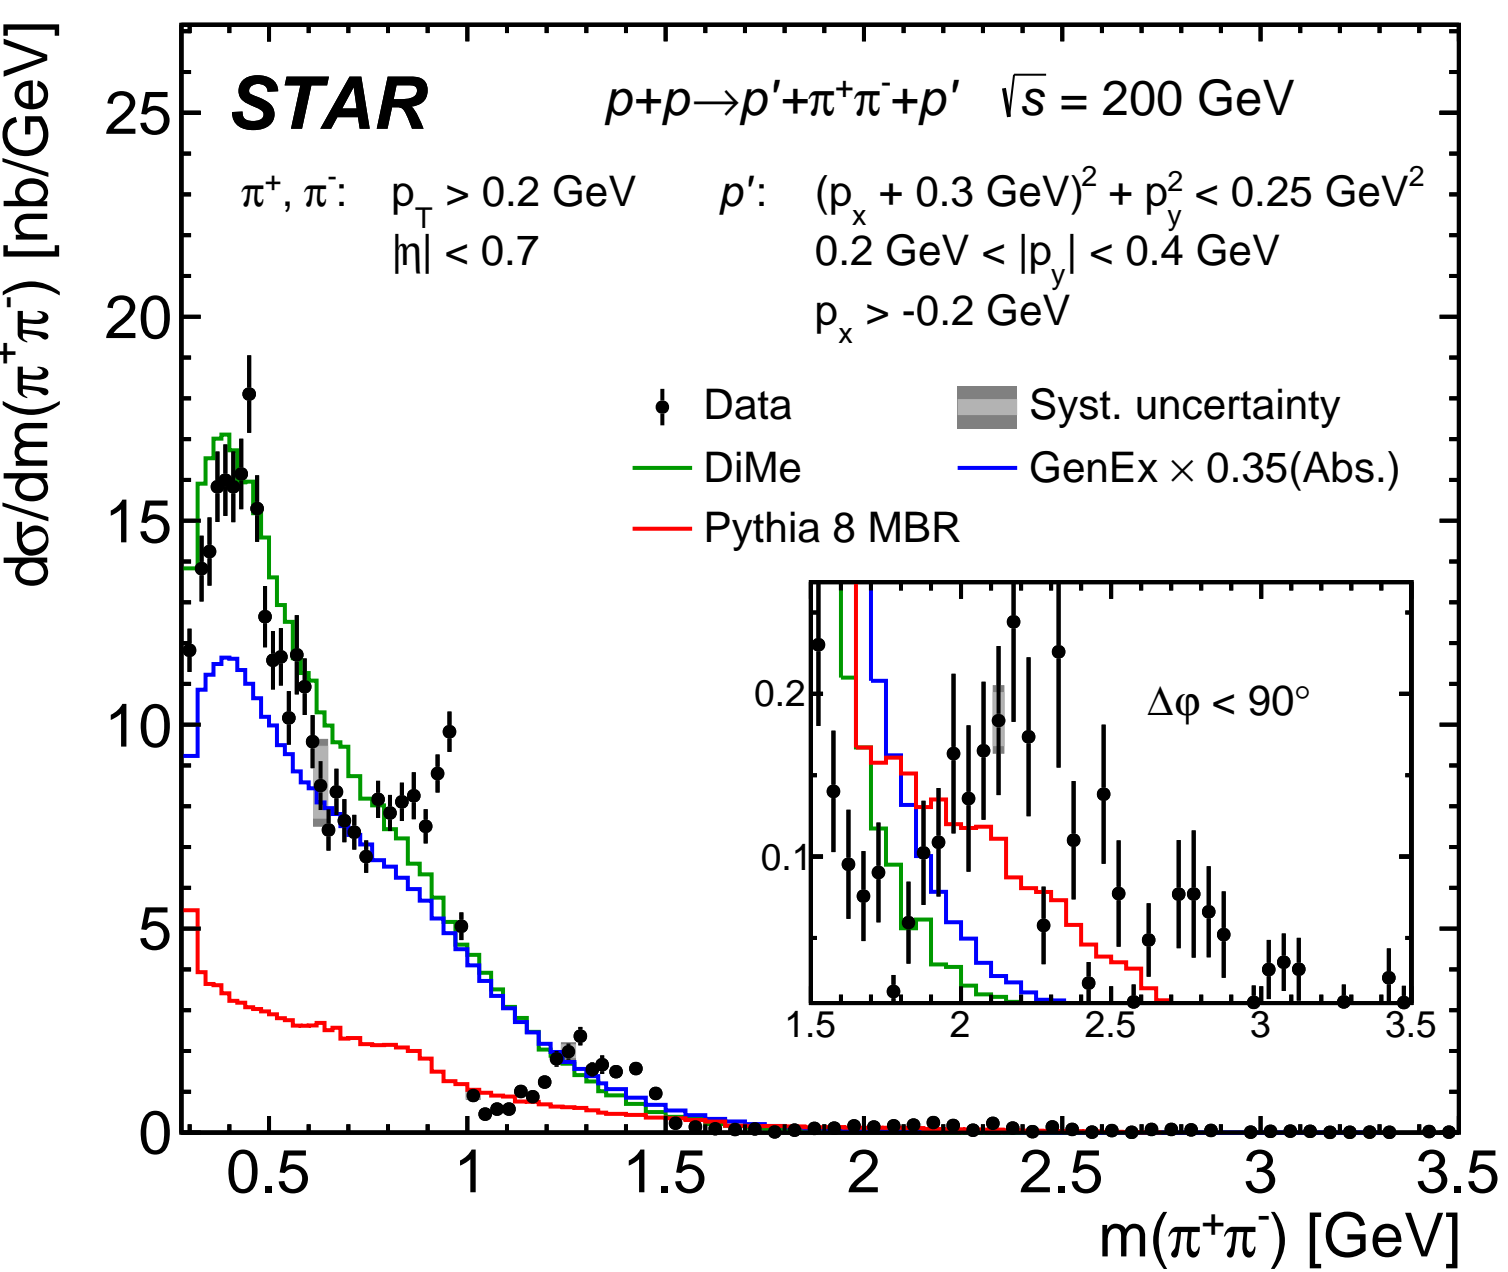 STAR
p+p→p′+π⁺π⁻+p′ √s = 200 GeV
π⁺, π⁻: p_T > 0.2 GeV
|η| < 0.7
p′: (p_x + 0.3 GeV)² + p_y² < 0.25 GeV²
0.2 GeV < |p_y| < 0.4 GeV
p_x > -0.2 GeV
Data
Syst. uncertainty
DiMe
GenEx × 0.35(Abs.)
Pythia 8 MBR
Δφ < 90°
0.2
0.1
1.5 2 2.5 3 3.5
dσ/dm(π⁺π⁻) [nb/GeV]
25
20
15
10
5
0
0.5 1 1.5 2 2.5 3 3.5
m(π⁺π⁻) [GeV]